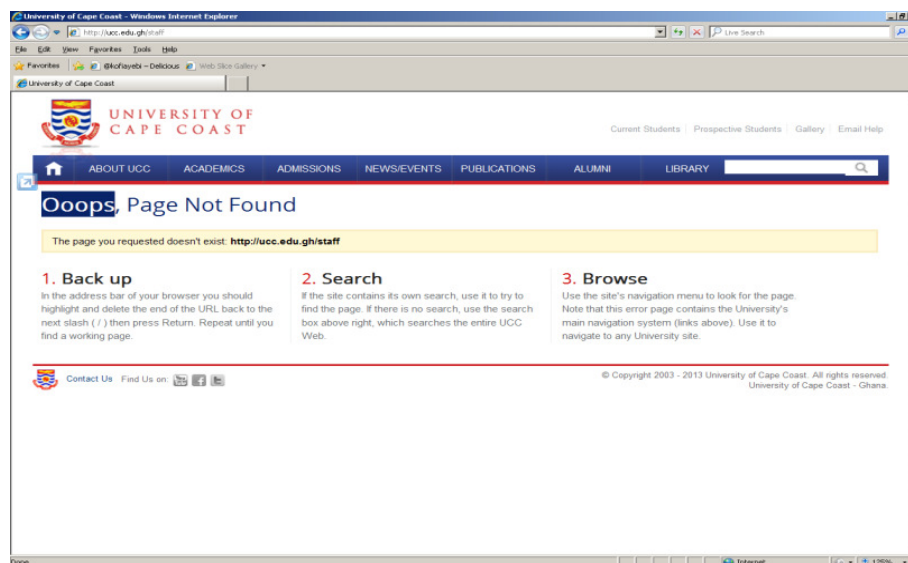 University of Cape Coast - Windows Internet Explorer
http://ucc.edu.gh/staff
Live Search
File Edit View Favorites Tools Help
Favorites @kofiayebi – Delicious Web Slice Gallery
University of Cape Coast
UNIVERSITY OF
CAPE COAST
Current Students Prospective Students Gallery Email Help
ABOUT UCC ACADEMICS ADMISSIONS NEWS/EVENTS PUBLICATIONS ALUMNI LIBRARY
Ooops, Page Not Found
The page you requested doesn't exist: http://ucc.edu.gh/staff
1. Back up
In the address bar of your browser you should
highlight and delete the end of the URL back to the
next slash ( / ) then press Return. Repeat until you
find a working page.
2. Search
If the site contains its own search, use it to try to
find the page. If there is no search, use the search
box above right, which searches the entire UCC
Web.
3. Browse
Use the site's navigation menu to look for the page.
Note that this error page contains the University's
main navigation system (links above). Use it to
navigate to any University site.
Contact Us Find Us on:
© Copyright 2003 - 2013 University of Cape Coast. All rights reserved.
University of Cape Coast - Ghana.
Done Internet 125%